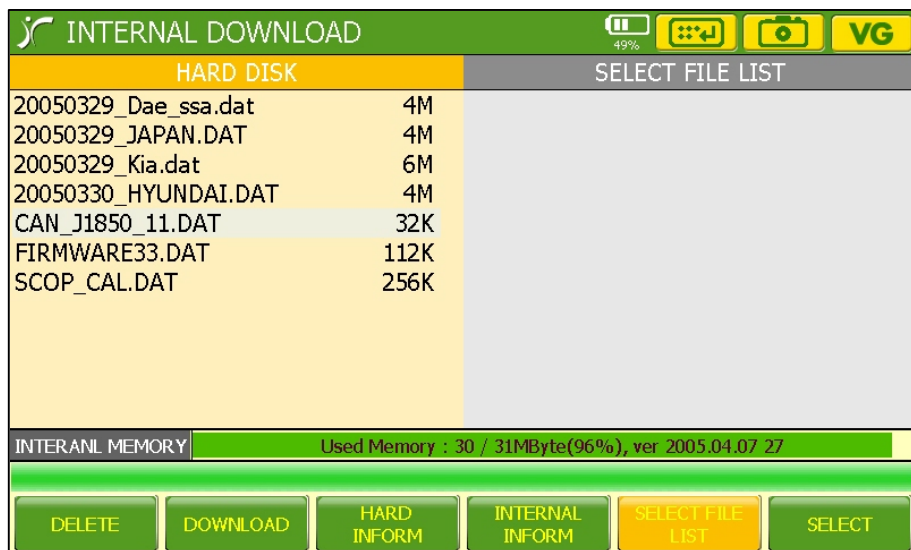 INTERNAL DOWNLOAD
49%
VG
HARD DISK
SELECT FILE LIST
20050329_Dae_ssa.dat 4M
20050329_JAPAN.DAT 4M
20050329_Kia.dat 6M
20050330_HYUNDAI.DAT 4M
CAN_J1850_11.DAT 32K
FIRMWARE33.DAT 112K
SCOP_CAL.DAT 256K
INTERANL MEMORY
Used Memory : 30 / 31MByte(96%), ver 2005.04.07 27
DELETE
DOWNLOAD
HARD
INFORM
INTERNAL
INFORM
SELECT FILE
LIST
SELECT